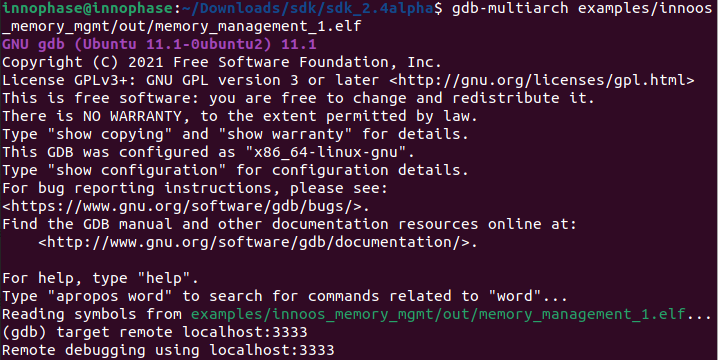 innophase@innophase:~/Downloads/sdk/sdk_2.4alpha$ gdb-multiarch examples/innoos
_memory_mgmt/out/memory_management_1.elf
GNU gdb (Ubuntu 11.1-0ubuntu2) 11.1
Copyright (C) 2021 Free Software Foundation, Inc.
License GPLv3+: GNU GPL version 3 or later <http://gnu.org/licenses/gpl.html>
This is free software: you are free to change and redistribute it.
There is NO WARRANTY, to the extent permitted by law.
Type "show copying" and "show warranty" for details.
This GDB was configured as "x86_64-linux-gnu".
Type "show configuration" for configuration details.
For bug reporting instructions, please see:
<https://www.gnu.org/software/gdb/bugs/>.
Find the GDB manual and other documentation resources online at:
    <http://www.gnu.org/software/gdb/documentation/>.

For help, type "help".
Type "apropos word" to search for commands related to "word"...
Reading symbols from examples/innoos_memory_mgmt/out/memory_management_1.elf...
(gdb) target remote localhost:3333
Remote debugging using localhost:3333